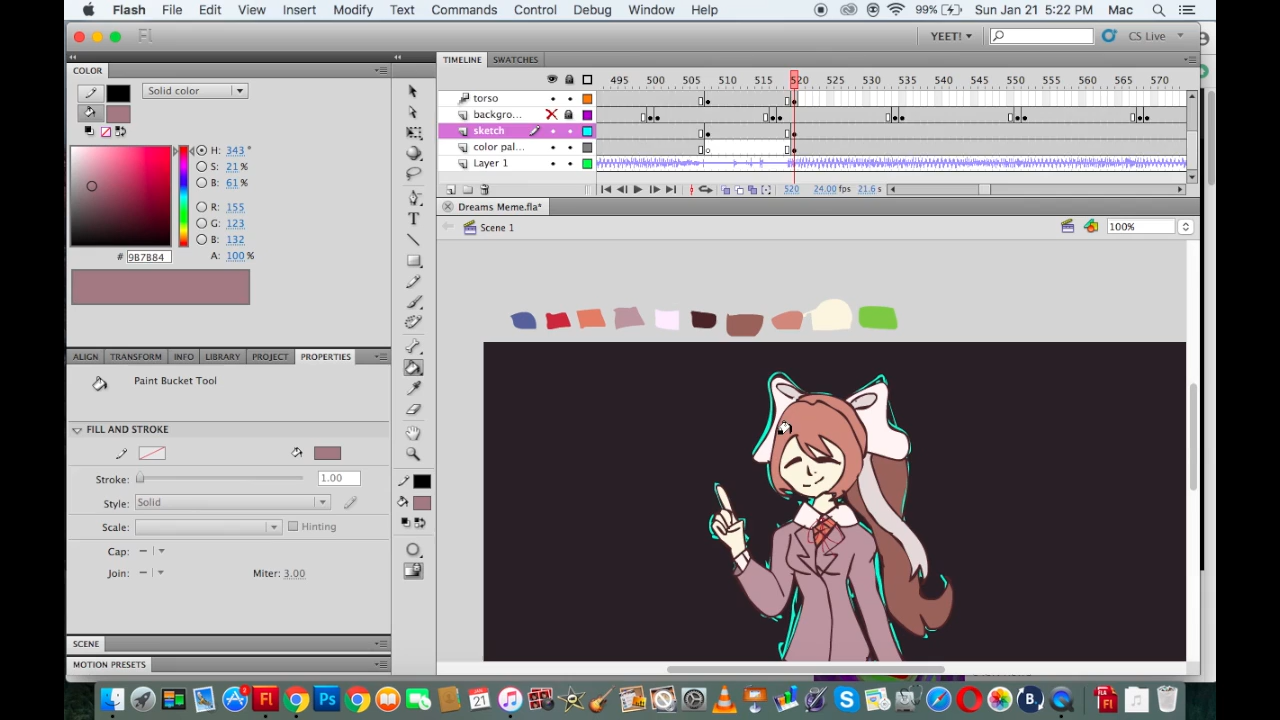 Flash File Edit View Insert Modify Text Commands Control Debug Window Help 99% Sun Jan 21 5:22 PM Mac
Fl YEET! CS Live
COLOR
Solid color
H: 343 °
S: 21 %
B: 61 %
R: 155
G: 123
B: 132
# 9B7B84 A: 100 %
ALIGN TRANSFORM INFO LIBRARY PROJECT PROPERTIES
Paint Bucket Tool
FILL AND STROKE
Stroke: 1.00
Style: Solid
Scale: Hinting
Cap:
Join: Miter: 3.00
SCENE
MOTION PRESETS
T
TIMELINE SWATCHES
495 500 505 510 515 520 525 530 535 540 545 550 555 560 565 570
torso
backgro...
sketch
color pal...
Layer 1
520 24.00 fps 21.6 s
Dreams Meme.fla*
Scene 1 100%
Fl Ps JAN 21 S B